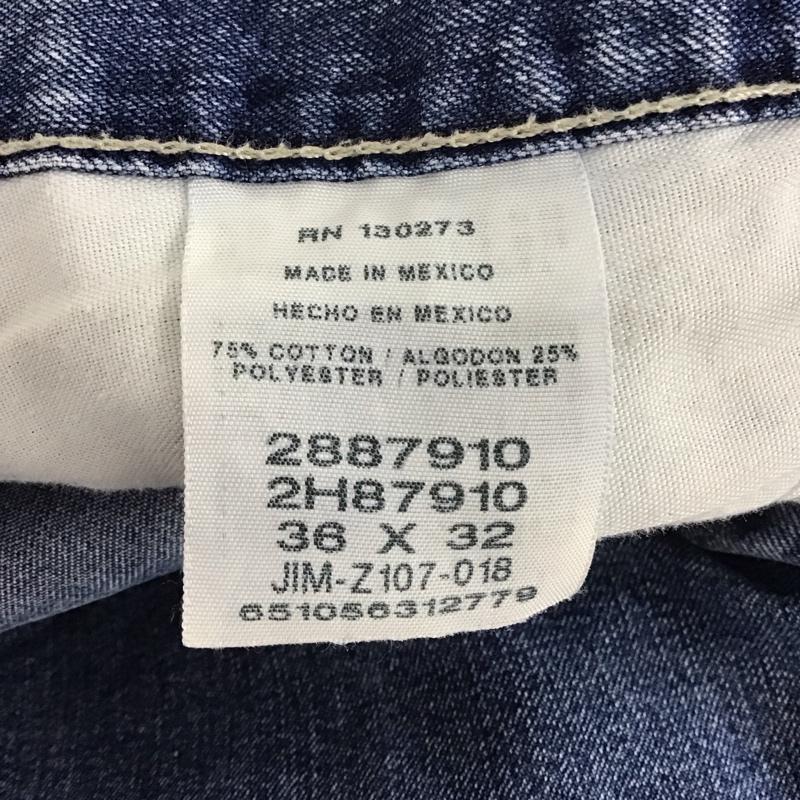 RN 130273
MADE IN MEXICO
HECHO EN MEXICO
75% COTTON / ALGODON 25%
POLYESTER / POLIESTER
2887910
2H87910
36 X 32
JIM-Z107-018
651056312779